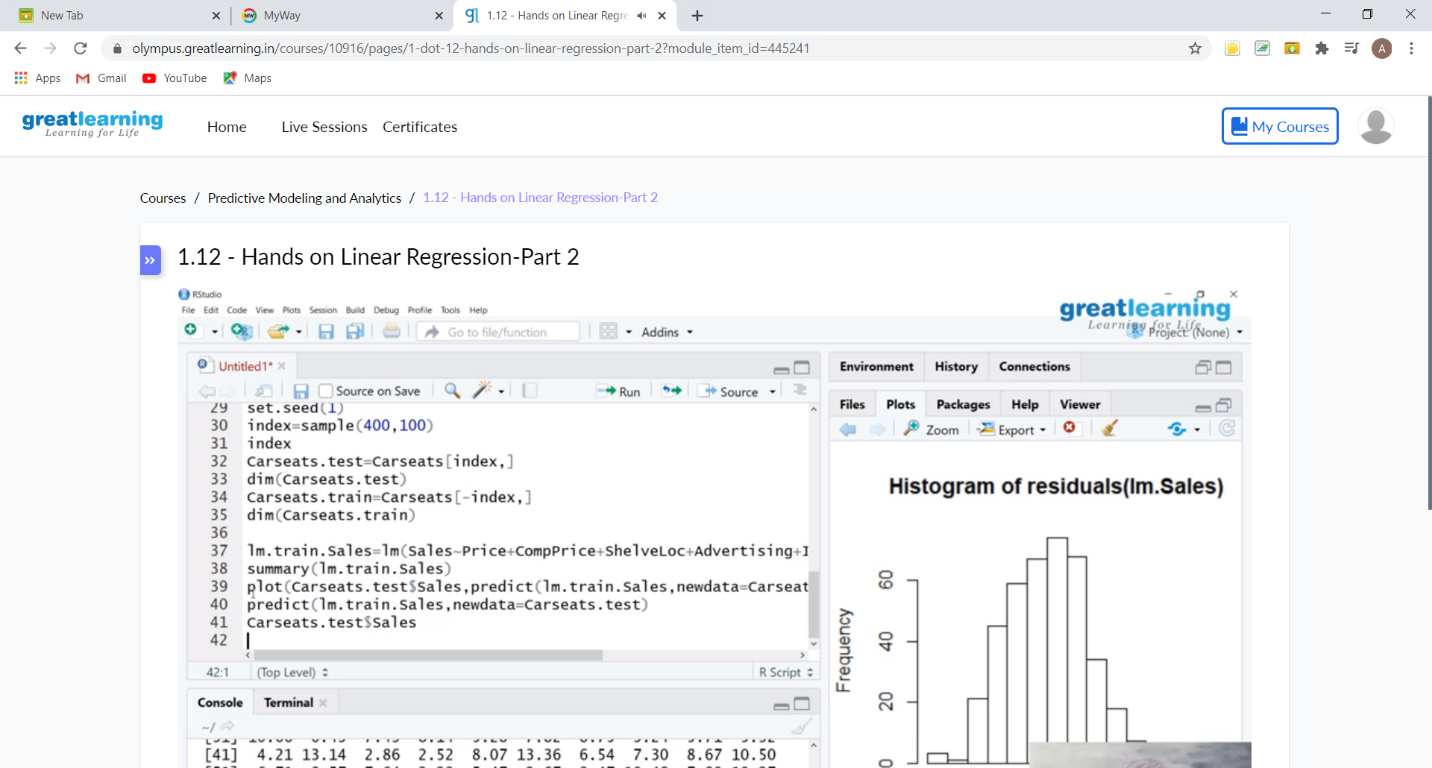 New Tab
MyWay
1.12 - Hands on Linear Regre
olympus.greatlearning.in/courses/10916/pages/1-dot-12-hands-on-linear-regression-part-2?module_item_id=445241
A
Apps Gmail YouTube Maps
greatlearning
Learning for Life
Home Live Sessions Certificates
My Courses
Courses / Predictive Modeling and Analytics / 1.12 - Hands on Linear Regression-Part 2
1.12 - Hands on Linear Regression-Part 2
RStudio
File Edit Code View Plots Session Build Debug Profile Tools Help
greatlearning
Learning for Life
Go to file/function Addins Project: (None)
Untitled1*
Source on Save Run Source
29 set.seed(1)
30 index=sample(400,100)
31 index
32 Carseats.test=Carseats[index,]
33 dim(Carseats.test)
34 Carseats.train=Carseats[-index,]
35 dim(Carseats.train)
36
37 lm.train.Sales=lm(Sales~Price+CompPrice+ShelveLoc+Advertising+I
38 summary(lm.train.Sales)
39 plot(Carseats.test$Sales,predict(lm.train.Sales,newdata=Carseat
40 predict(lm.train.Sales,newdata=Carseats.test)
41 Carseats.test$Sales
42
42:1 (Top Level) R Script
Console Terminal
~/
[41] 4.21 13.14 2.86 2.52 8.07 13.36 6.54 7.30 8.67 10.50
Environment History Connections
Files Plots Packages Help Viewer
Zoom Export
Histogram of residuals(lm.Sales)
Frequency
60
40
20
0